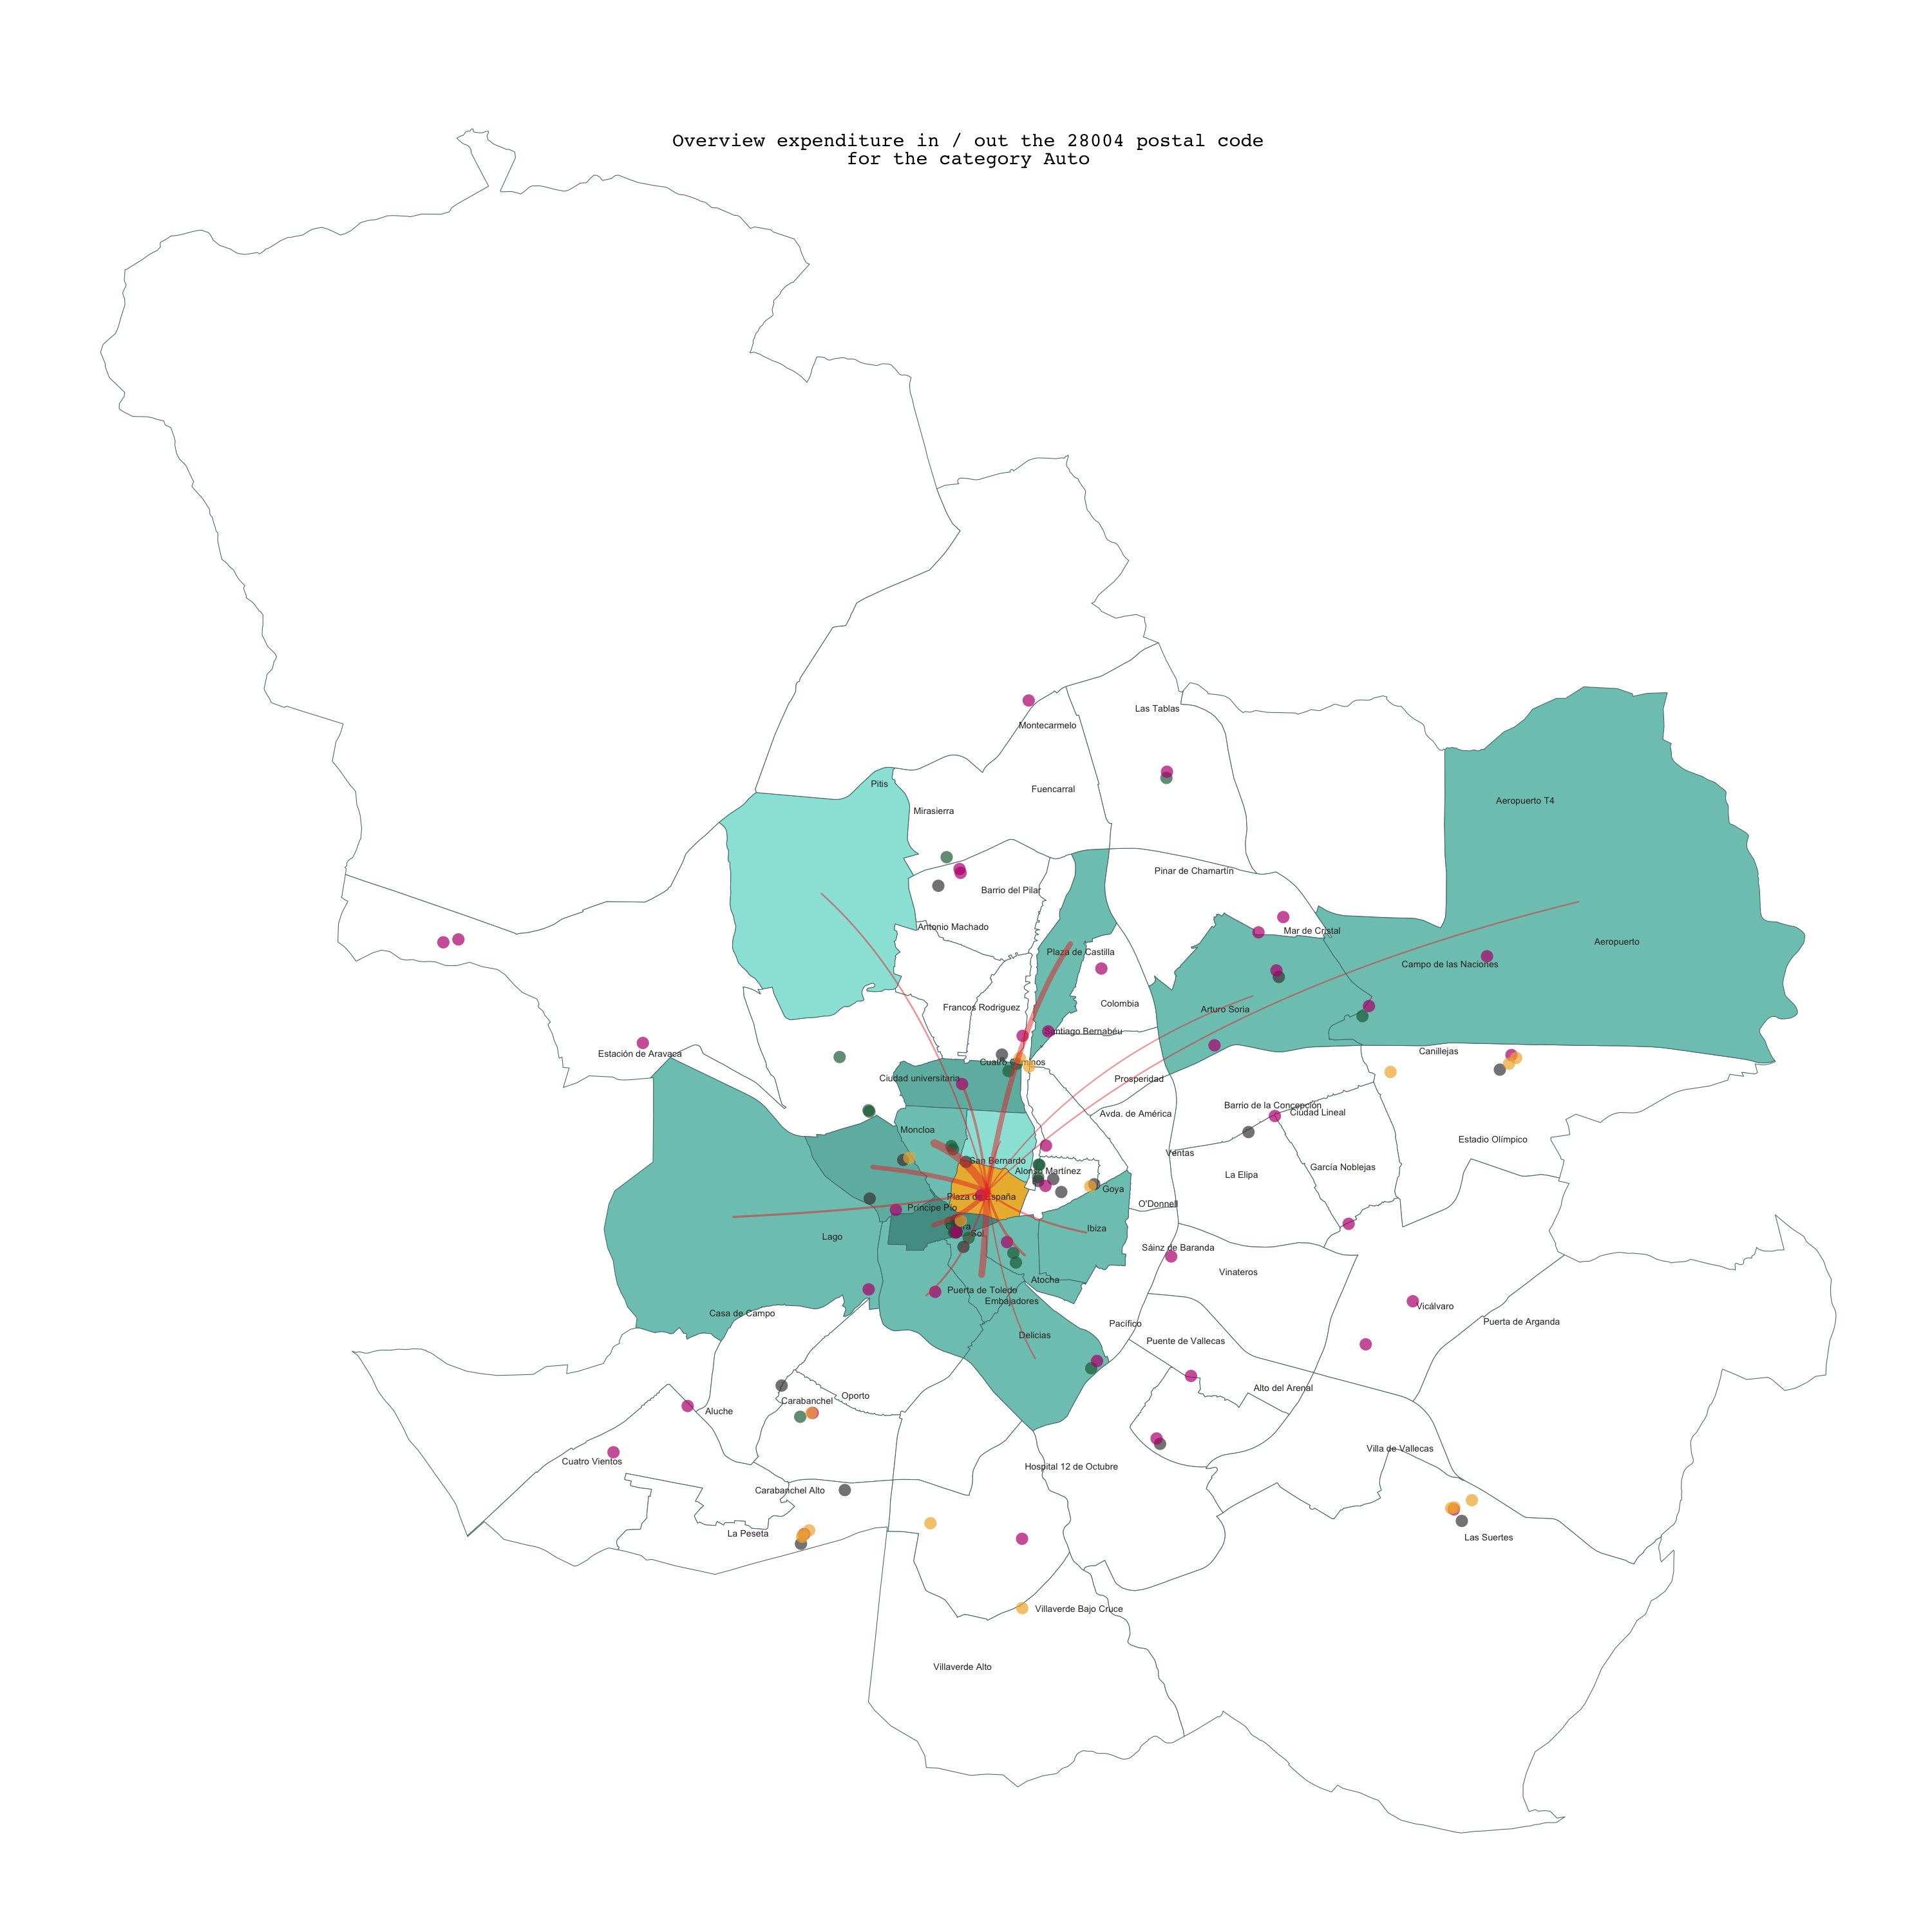 Overview expenditure in / out the 28004 postal code
for the category Auto
Las Tablas
Montecarmelo
Pitis
Fuencarral
Aeropuerto T4
Mirasierra
Pinar de Chamartín
Barrio del Pilar
Antonio Machado
Mar de Cristal
Aeropuerto
Plaza de Castilla
Campo de las Naciones
Colombia
Francos Rodriguez
Arturo Soria
Santiago Bernabéu
Estación de Aravaca
Canillejas
Cuatro Caminos
Ciudad universitaria
Prosperidad
Barrio de la Concepción
Avda. de América
Ciudad Lineal
Moncloa
Estadio Olímpico
Ventas
San Bernardo
García Noblejas
Alonso Martínez
La Elipa
Goya
Plaza de España
O'Donnell
Principe Pio
Ibiza
Sol
Lago
Sáinz de Baranda
Vinateros
Atocha
Puerta de Toledo
Embajadores
Vicálvaro
Casa de Campo
Puerta de Arganda
Pacífico
Delicias
Puente de Vallecas
Alto del Arenal
Oporto
Carabanchel
Aluche
Villa de Vallecas
Cuatro Vientos
Hospital 12 de Octubre
Carabanchel Alto
La Peseta
Las Suertes
Villaverde Bajo Cruce
Villaverde Alto